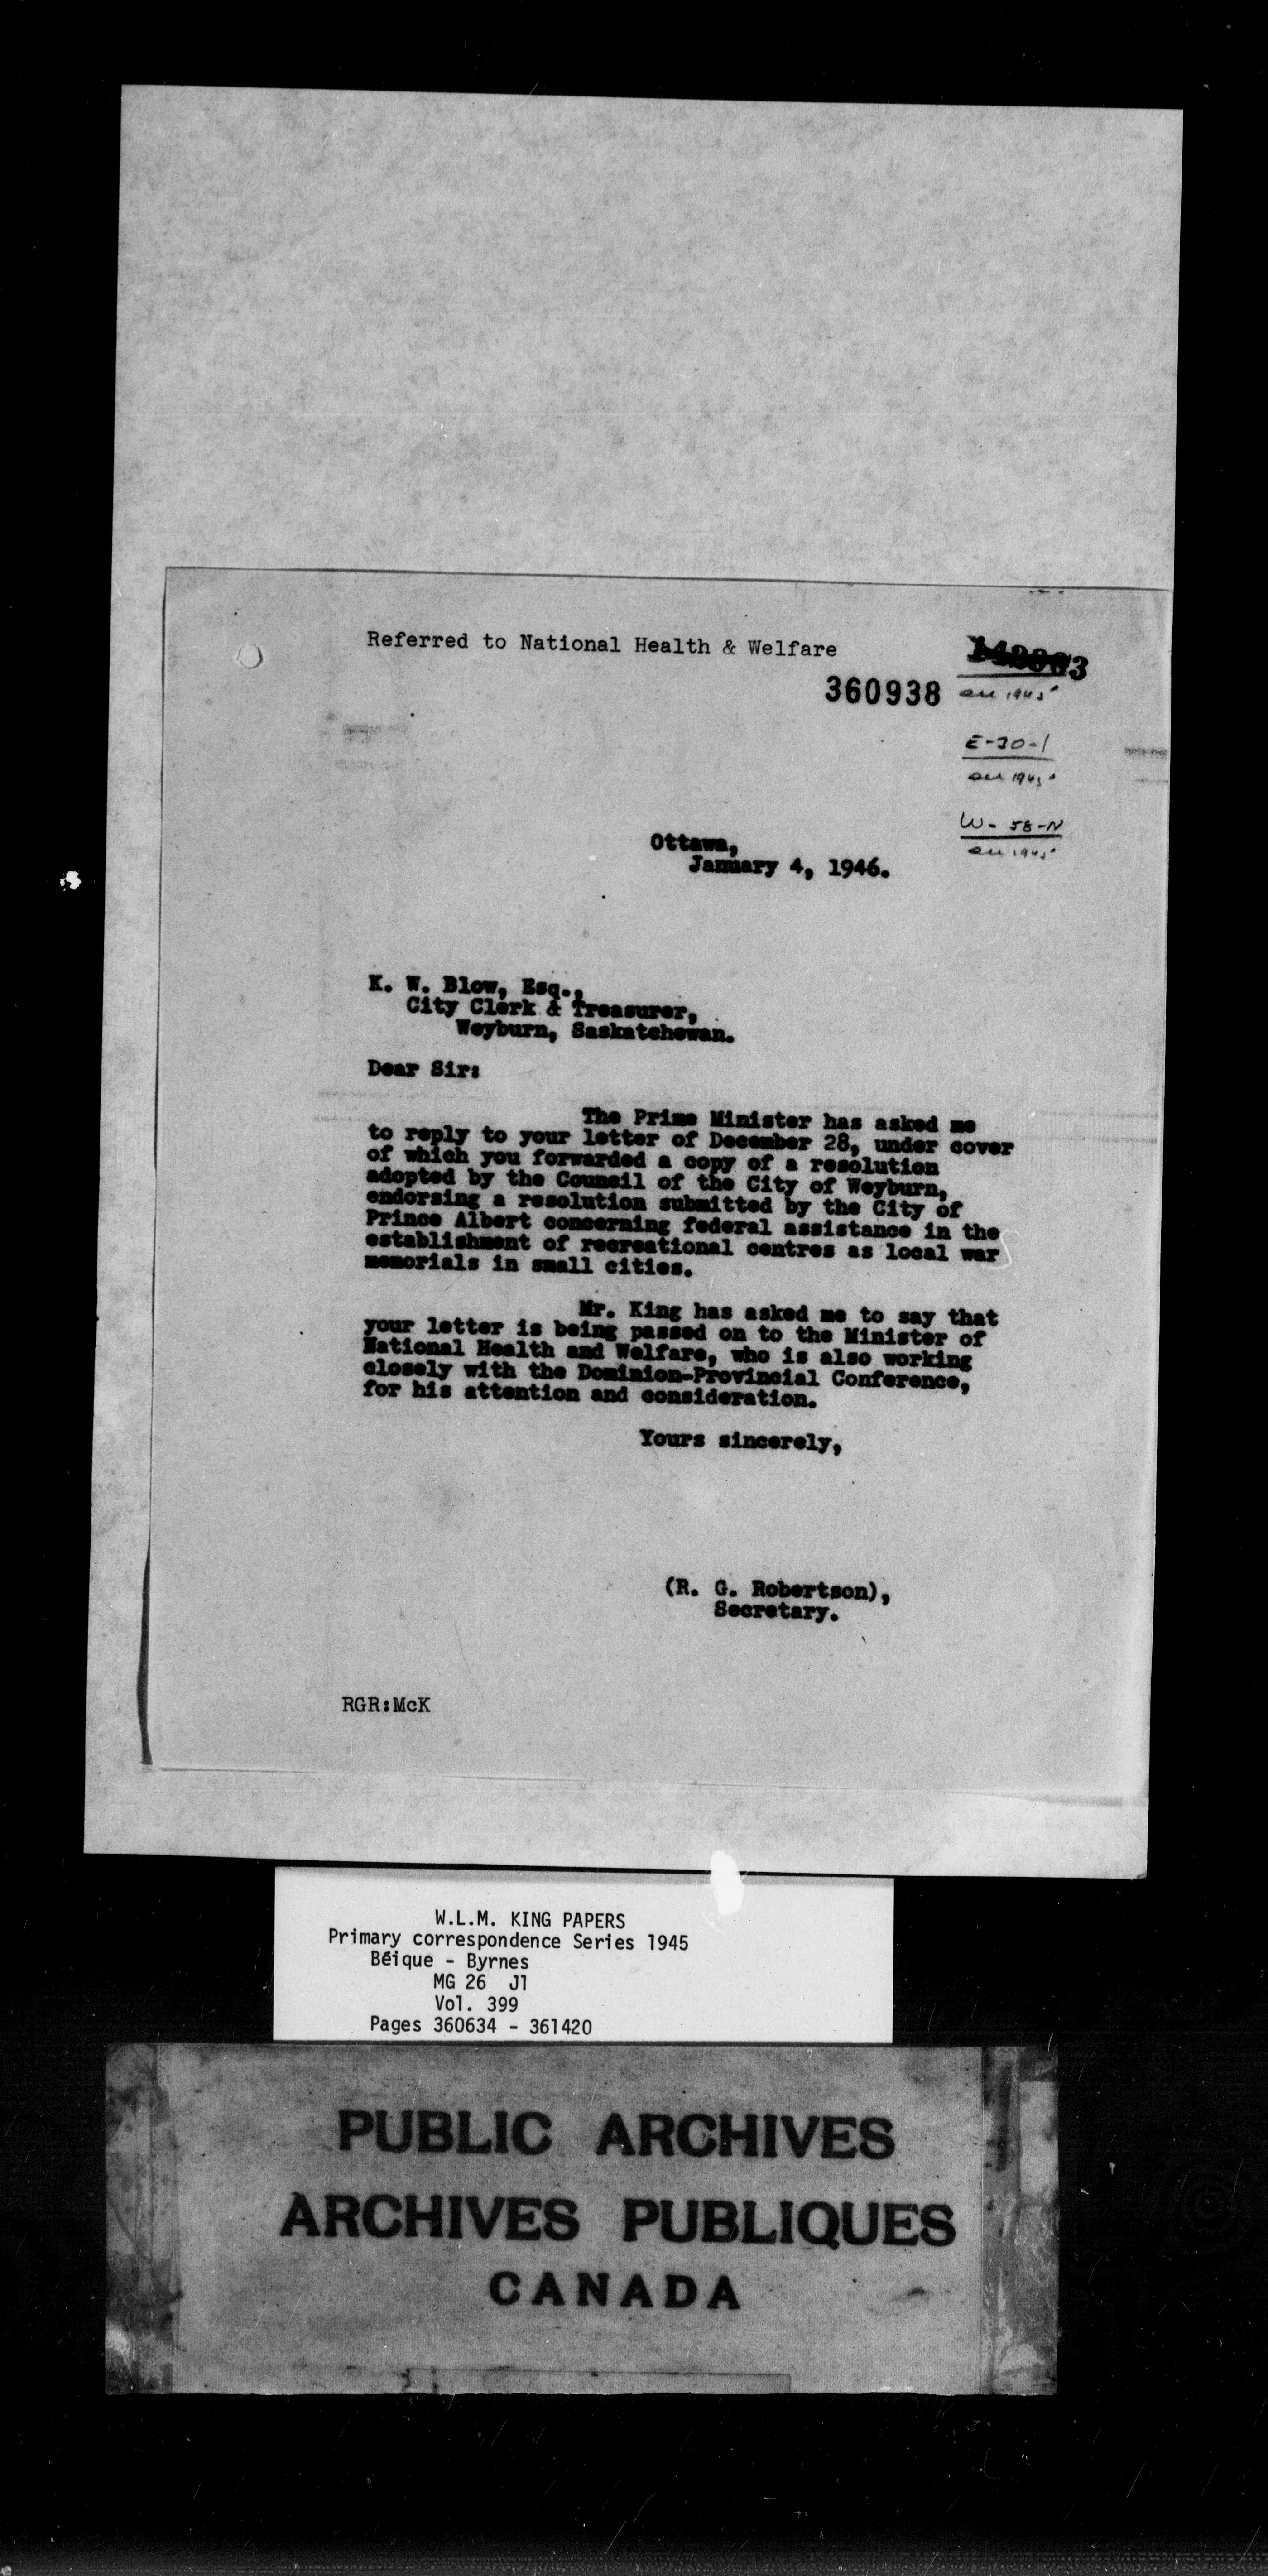 Referred to National Health & Welfare
360938
E-30-1
W-58-N
Ottawa,
January 4, 1946.
K. W. Blow, Esq.,
City Clerk & Treasurer,
Weyburn, Saskatchewan.
Dear Sir:
The Prime Minister has asked me
to reply to your letter of December 28, under cover
of which you forwarded a copy of a resolution
adopted by the Council of the City of Weyburn,
endorsing a resolution submitted by the City of
Prince Albert concerning federal assistance in the
establishment of recreational centres as local war
memorials in small cities.
Mr. King has asked me to say that
your letter is being passed on to the Minister of
National Health and Welfare, who is also working
closely with the Dominion-Provincial Conference,
for his attention and consideration.
Yours sincerely,
(R. G. Robertson),
Secretary.
RGR:McK
W.L.M. KING PAPERS
Primary correspondence Series 1945
Béique - Byrnes
MG 26 J1
Vol. 399
Pages 360634 - 361420
PUBLIC ARCHIVES
ARCHIVES PUBLIQUES
CANADA